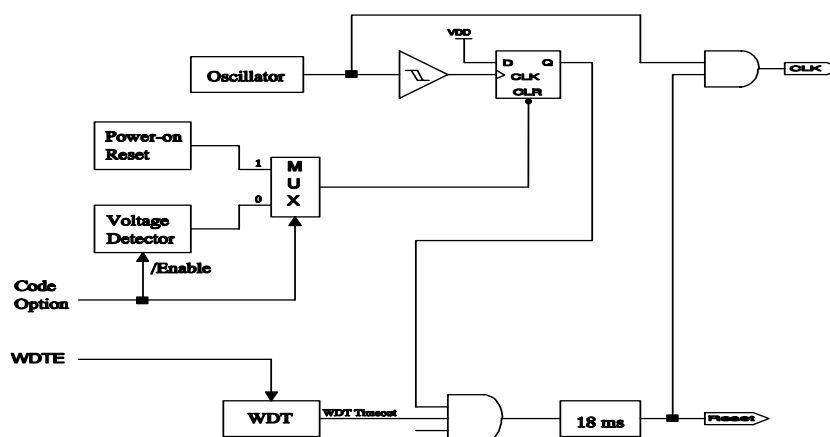 VDD
Oscillator
D Q
CLK
CLR
CLK
Power-on
Reset
1
M
U
X
0
Voltage
Detector
/Enable
Code
Option
WDTE
WDT
WDT Timeout
18 ms
Reset